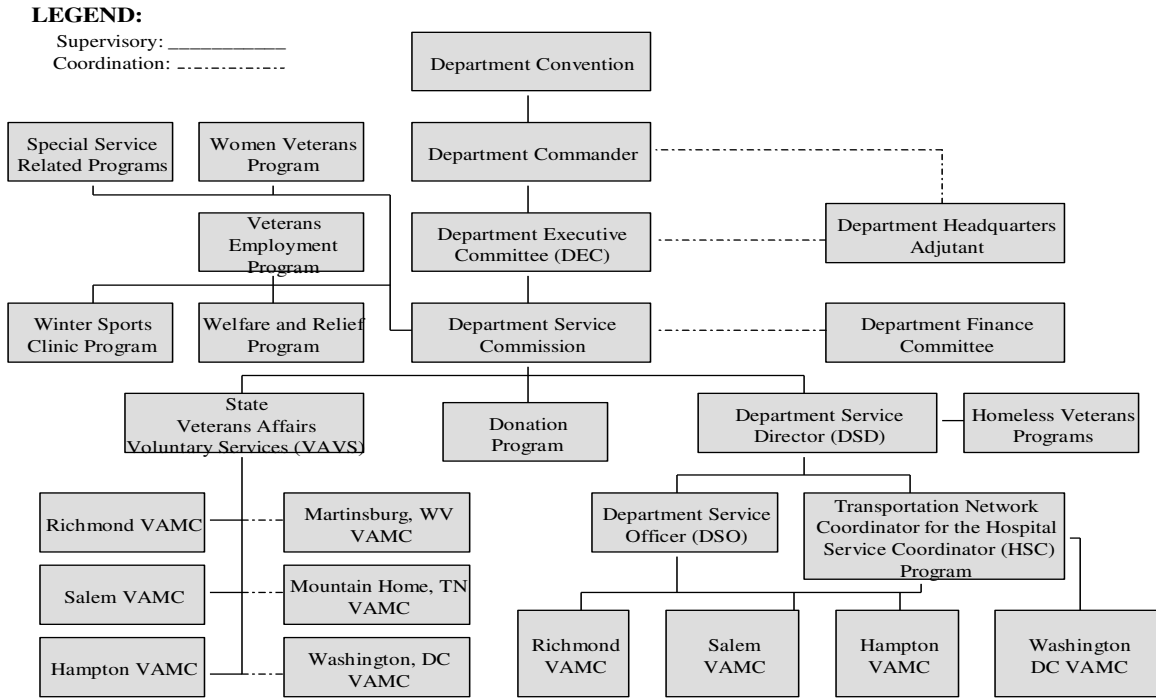 LEGEND:
Supervisory: ___________
Coordination:
Department Convention
Special Service
Related Programs
Women Veterans
Program
Department Commander
Veterans
Employment
Program
Department Executive
Committee (DEC)
Department Headquarters
Adjutant
Winter Sports
Clinic Program
Welfare and Relief
Program
Department Service
Commission
Department Finance
Committee
State
Veterans Affairs
Voluntary Services (VAVS)
Donation
Program
Department Service
Director (DSD)
Homeless Veterans
Programs
Richmond VAMC
Martinsburg, WV
VAMC
Department Service
Officer (DSO)
Transportation Network
Coordinator for the Hospital
Service Coordinator (HSC)
Program
Salem VAMC
Mountain Home, TN
VAMC
Hampton VAMC
Washington, DC
VAMC
Richmond
VAMC
Salem
VAMC
Hampton
VAMC
Washington
DC VAMC